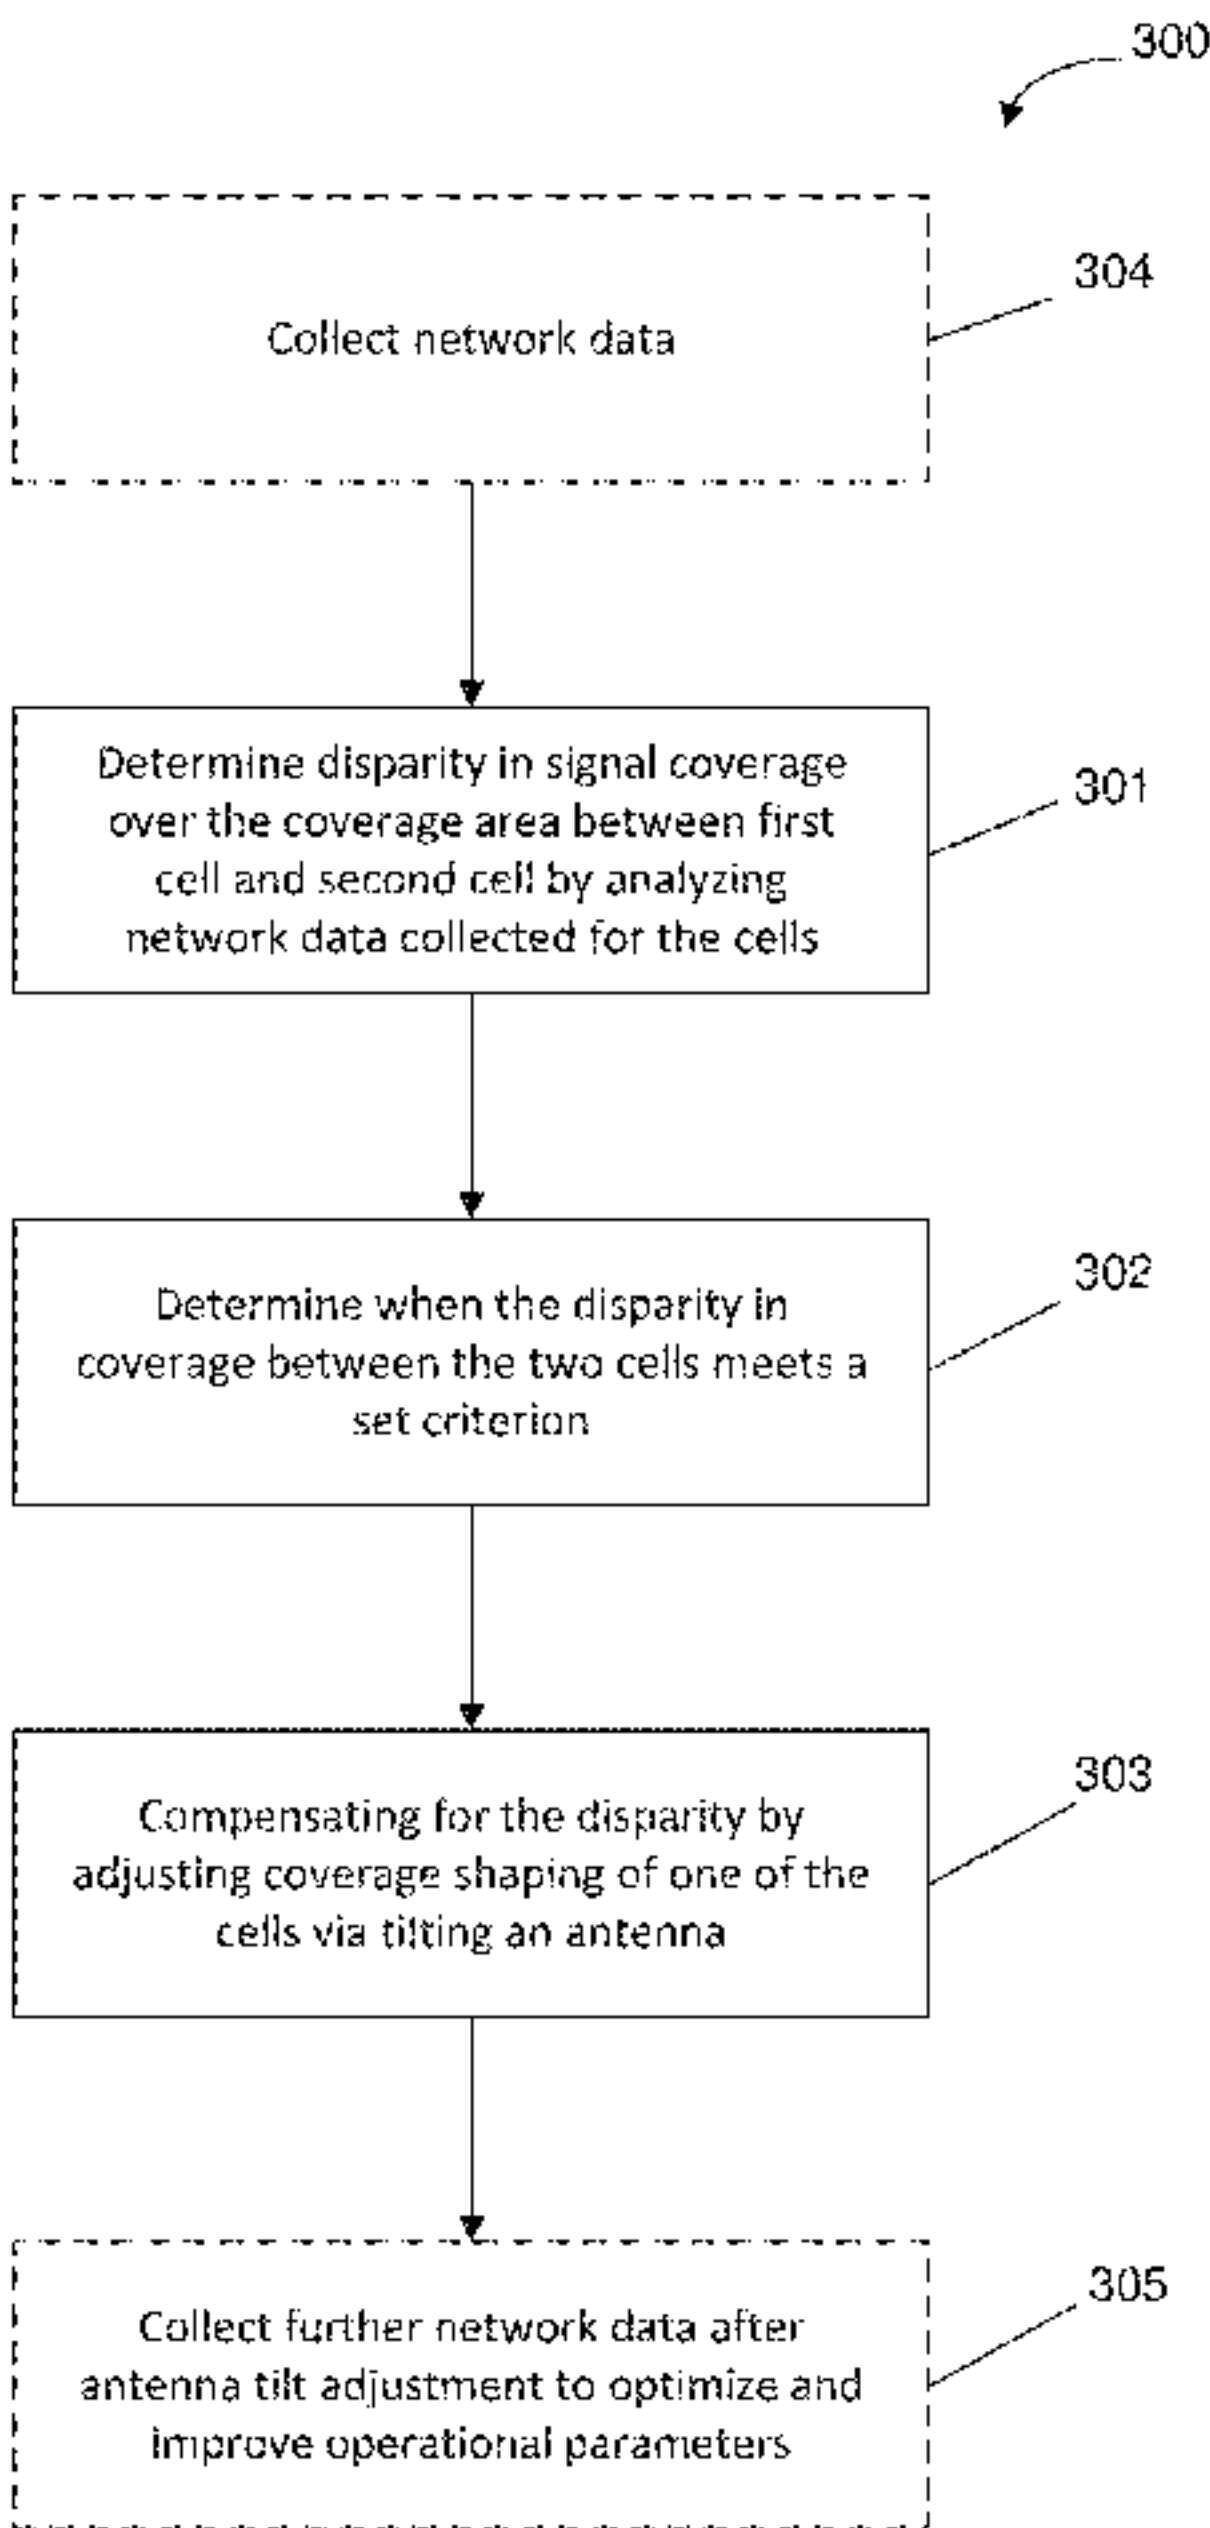 300
Collect network data
304
Determine disparity in signal coverage
over the coverage area between first
cell and second cell by analyzing
network data collected for the cells
301
Determine when the disparity in
coverage between the two cells meets a
set criterion
302
Compensating for the disparity by
adjusting coverage shaping of one of the
cells via tilting an antenna
303
Collect further network data after
antenna tilt adjustment to optimize and
improve operational parameters
305